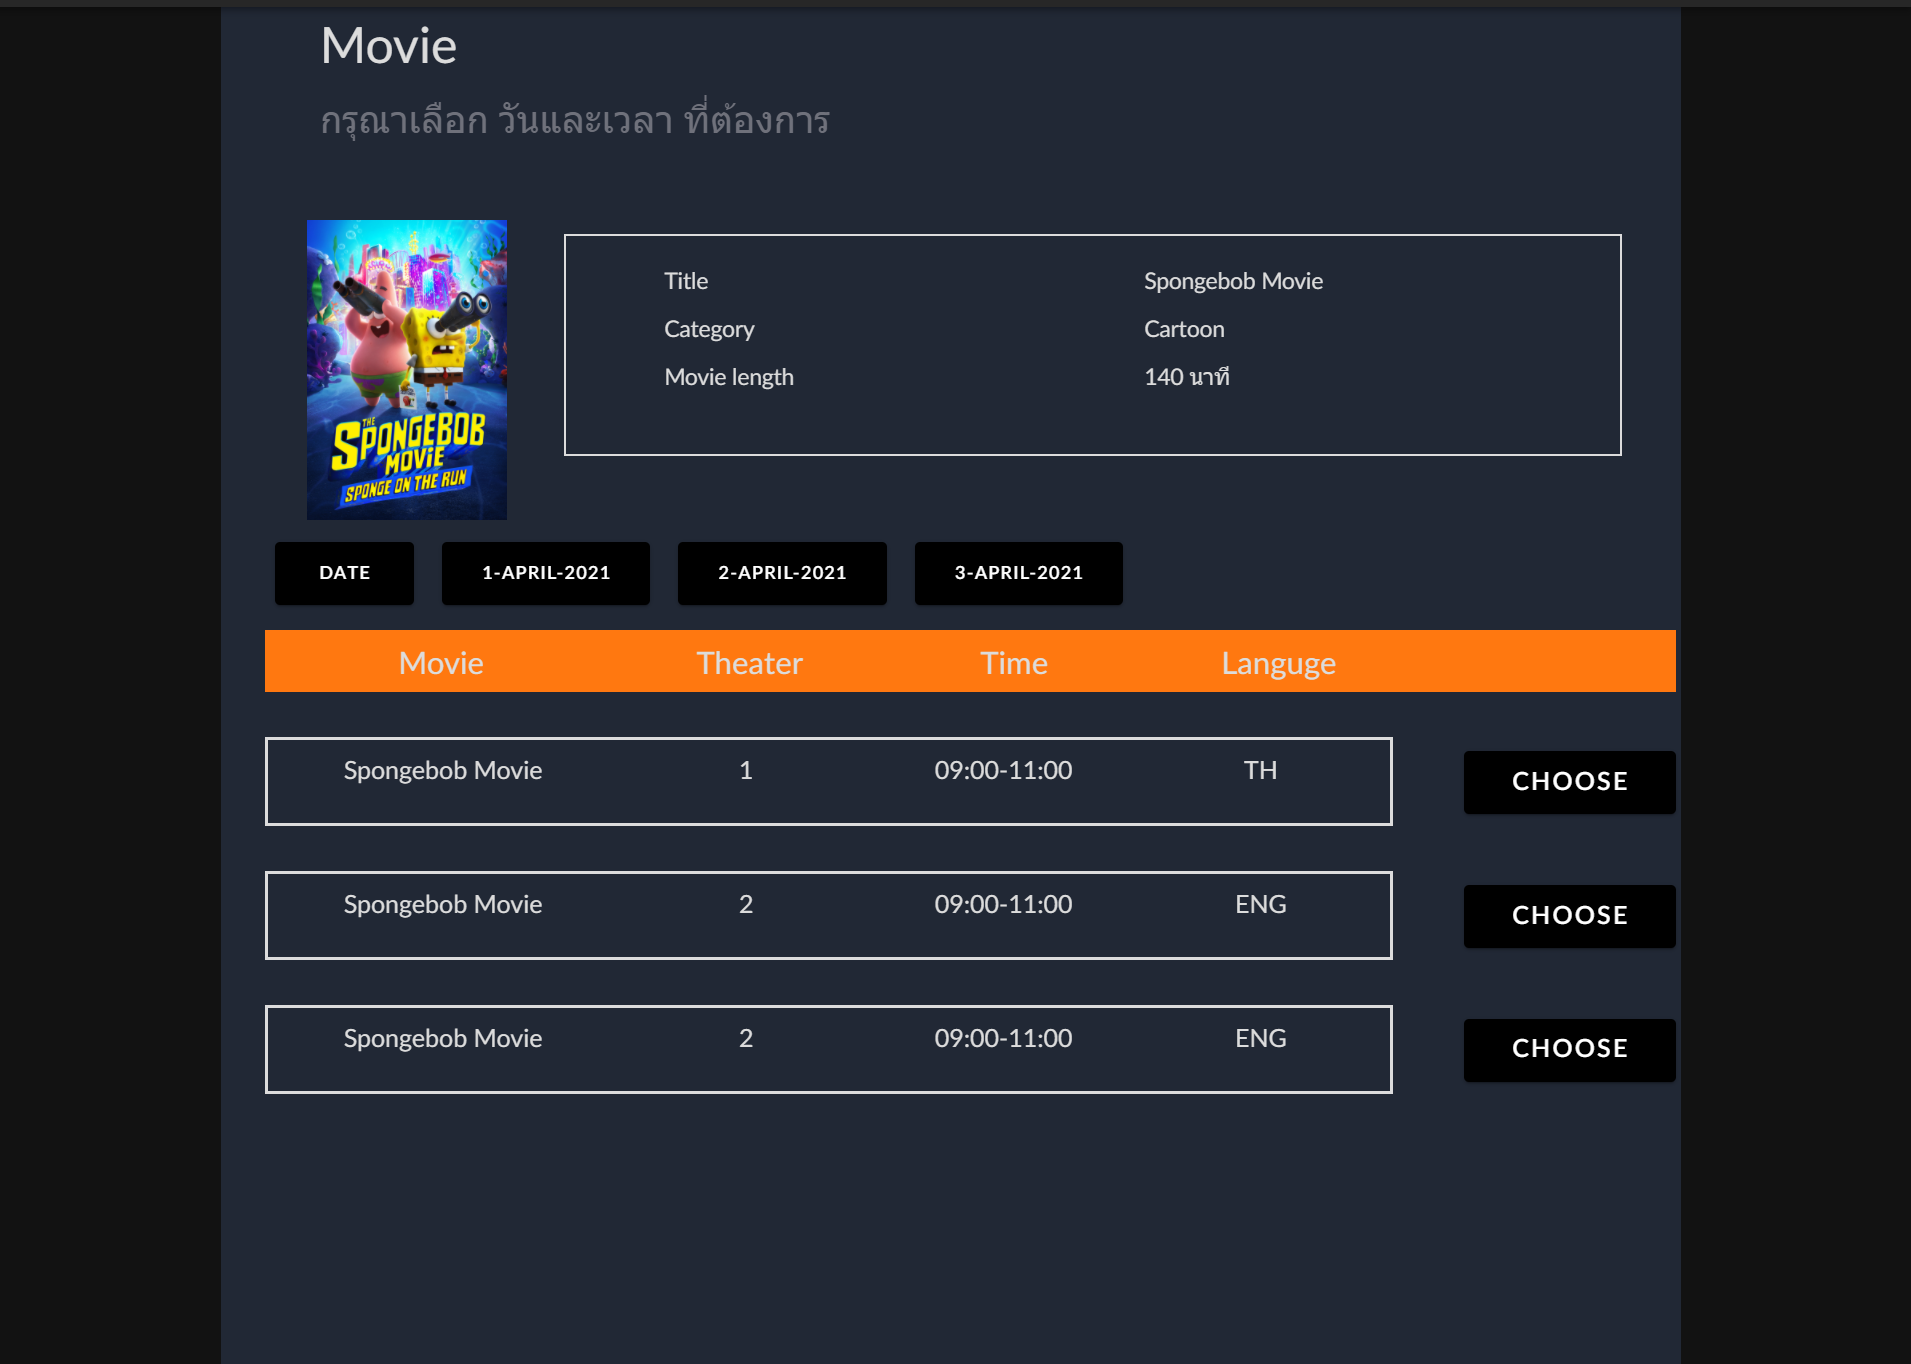 Movie
กรุณาเลือก วันและเวลา ที่ต้องการ
THE
SPONGEBOB
MOVIE
SPONGE ON THE RUN
Title Spongebob Movie
Category Cartoon
Movie length 140 นาที
DATE 1-APRIL-2021 2-APRIL-2021 3-APRIL-2021
Movie Theater Time Languge
Spongebob Movie 1 09:00-11:00 TH CHOOSE
Spongebob Movie 2 09:00-11:00 ENG CHOOSE
Spongebob Movie 2 09:00-11:00 ENG CHOOSE